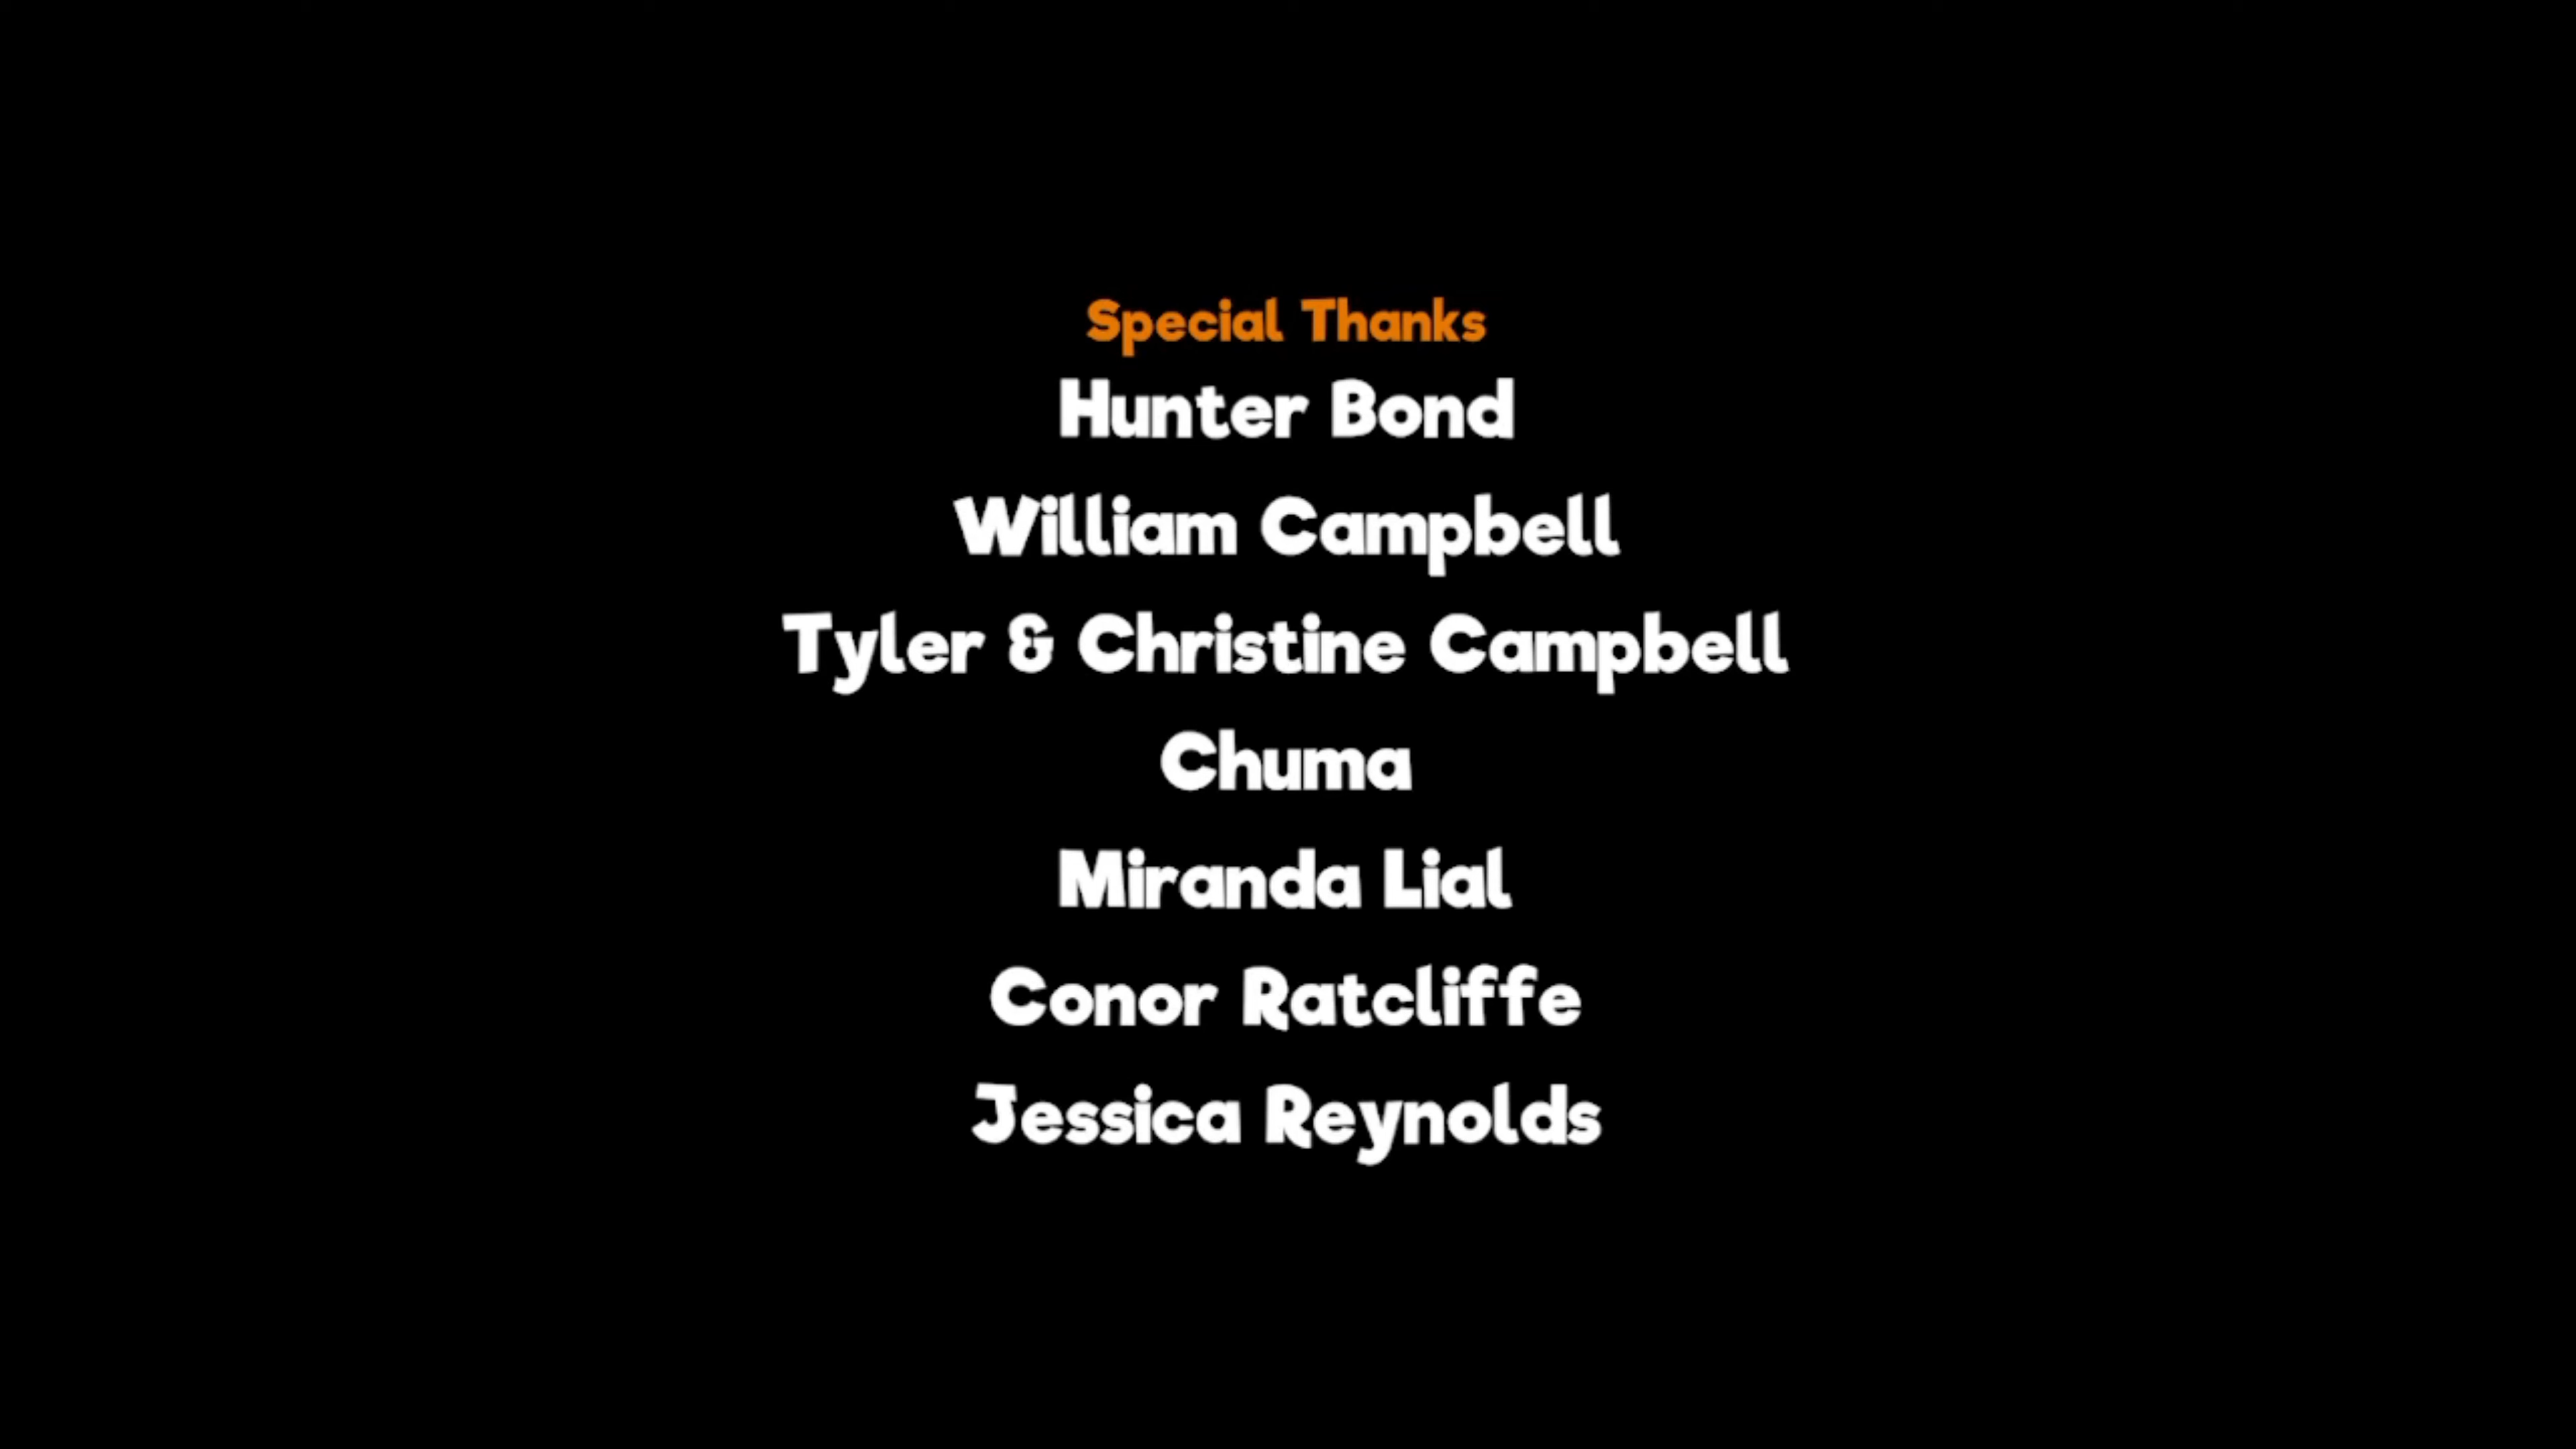 Special Thanks
Hunter Bond
William Campbell
Tyler & Christine Campbell
Chuma
Miranda Lial
Conor Ratcliffe
Jessica Reynolds